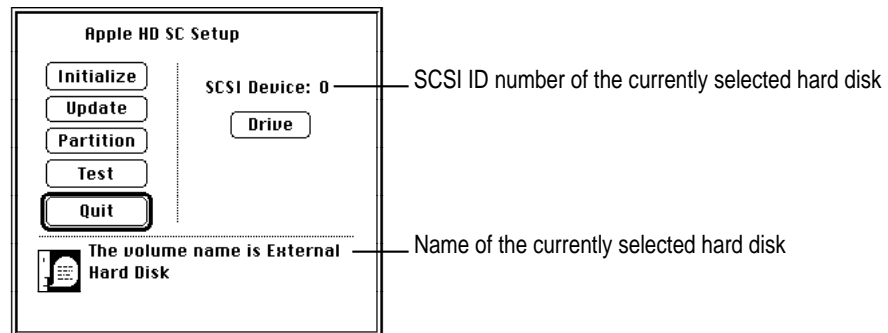 Apple HD SC Setup
Initialize
Update
Partition
Test
Quit
SCSI Device: 0
Drive
SCSI ID number of the currently selected hard disk
The volume name is External
Hard Disk
Name of the currently selected hard disk